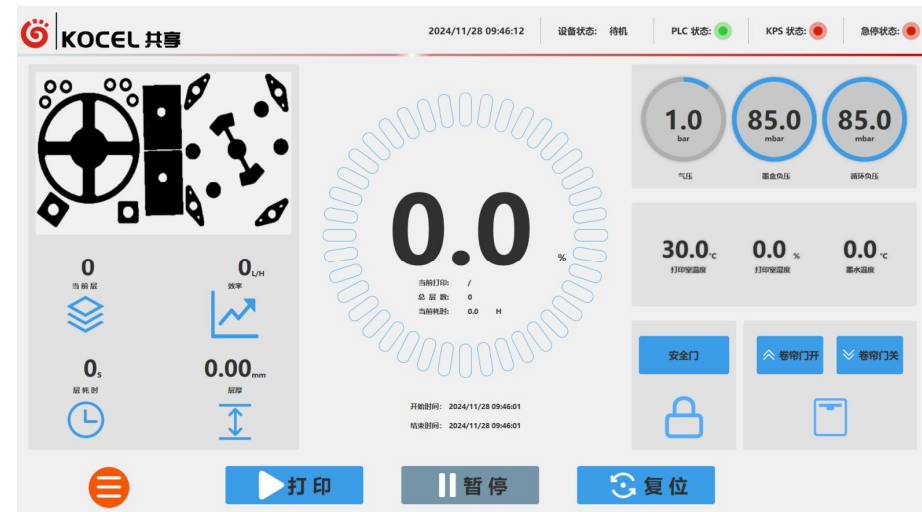 KOCEL 共享
2024/11/28 09:46:12
设备状态: 待机
PLC 状态:
KPS 状态:
急停状态:
0
当前层
0 L/H
效率
0 s
层耗时
0.00 mm
层厚
0.0 %
当前打印: /
总 层 数: 0
当前耗时: 0.0 H
开始时间: 2024/11/28 09:46:01
结束时间: 2024/11/28 09:46:01
1.0
bar
气压
85.0
mbar
墨盒负压
85.0
mbar
循环负压
30.0 ℃
打印室温度
0.0 %
打印室湿度
0.0 ℃
墨水温度
安全门
卷帘门开
卷帘门关
打印
暂停
复位